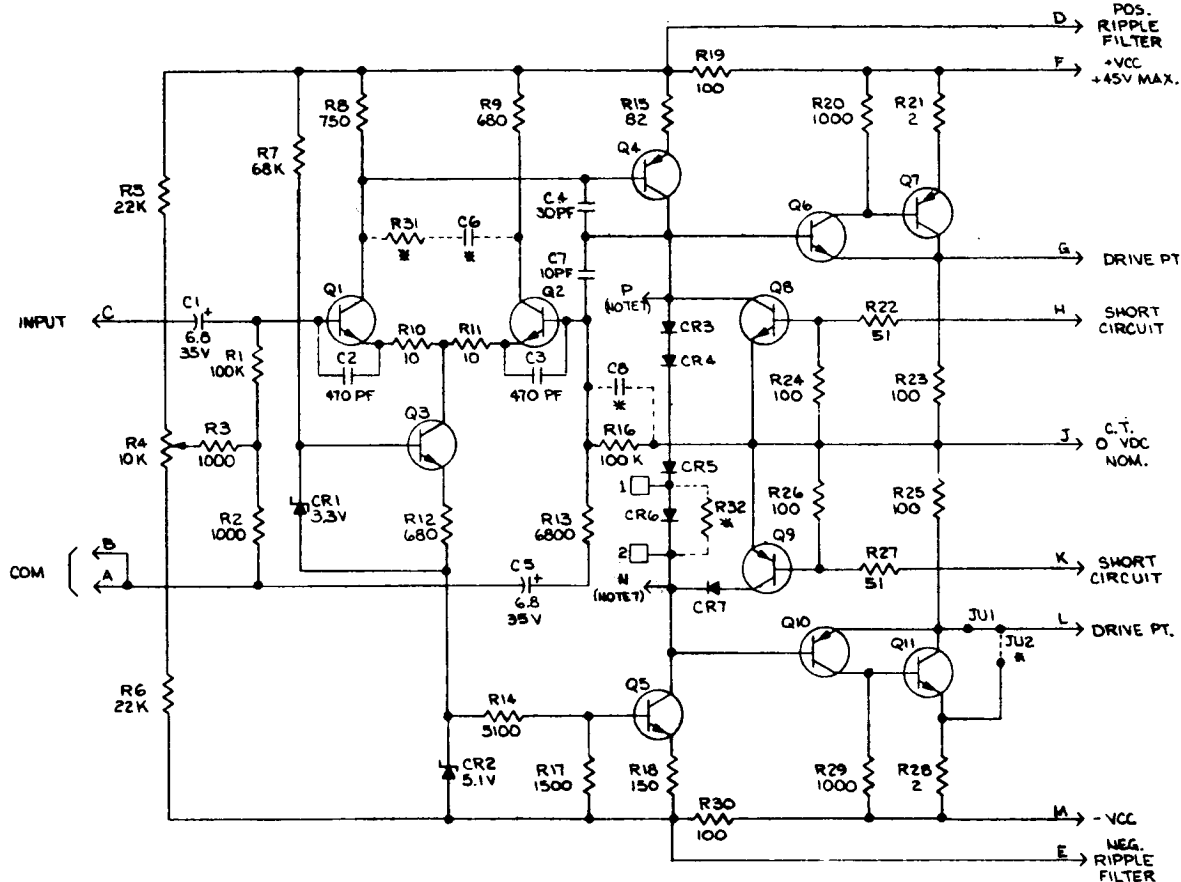 D
POS.
RIPPLE
FILTER
F
+VCC
+45V MAX.
R19
100
R8
750
R9
680
R15
82
R20
1000
R21
2
R7
68K
Q4
R5
22K
C4
30PF
Q6
Q7
R31
*
C6
*
C7
10PF
G
DRIVE PT
P
(NOTE7)
Q8
INPUT
C
C1
+
6.8
35V
Q1
Q2
CR3
R22
51
H
SHORT
CIRCUIT
R1
100K
R10
10
R11
10
CR4
C2
470 PF
C3
470 PF
C8
*
R24
100
R23
100
Q3
R4
10K
R3
1000
R16
100K
J
C.T.
0 VDC
NOM.
CR5
1
CR1
3.3V
R2
1000
R12
680
R13
6800
CR6
R32
*
R26
100
R25
100
2
Q9
R27
51
K
SHORT
CIRCUIT
COM
B
A
C5
+
6.8
35V
N
(NOTE7)
CR7
Q10
JU1
L
DRIVE PT.
Q11
JU2
*
R6
22K
Q5
R14
5100
CR2
5.1V
R17
1500
R18
150
R29
1000
R28
2
R30
100
M
-VCC
E
NEG.
RIPPLE
FILTER